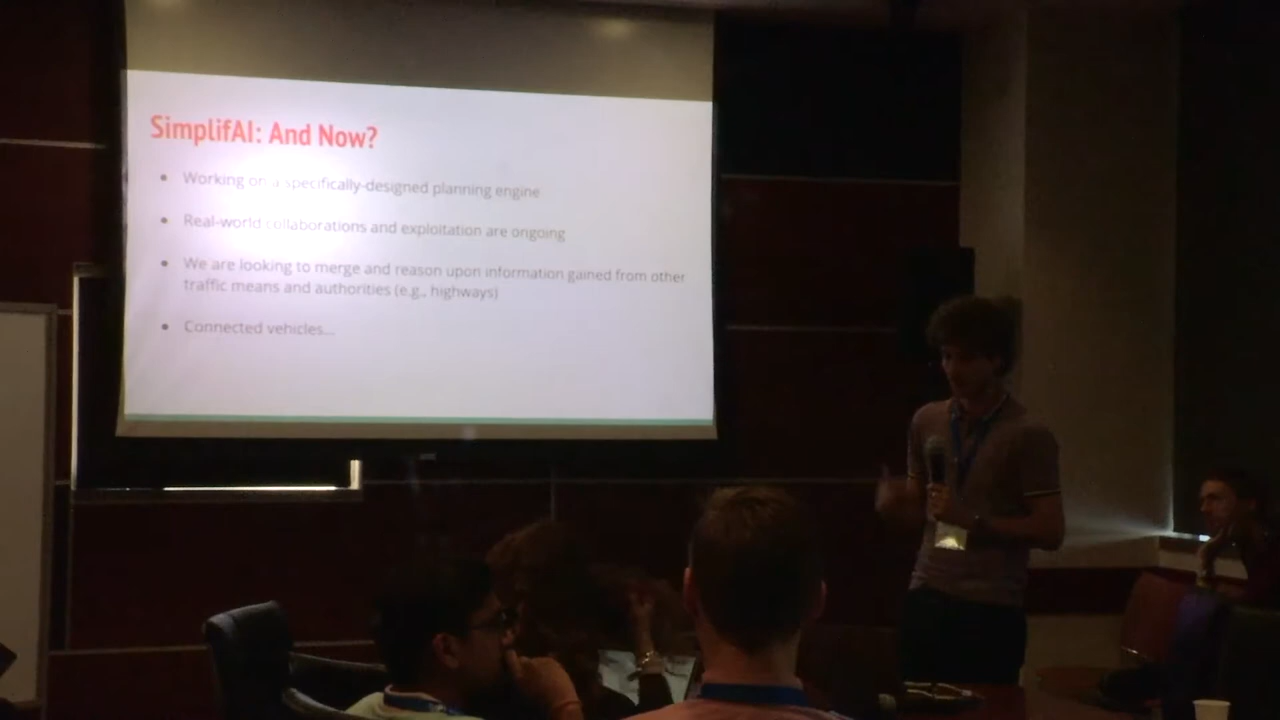 SimplifAI: And Now?
• Working on a specifically-designed planning engine
• Real-world collaborations and exploitation are ongoing
• We are looking to merge and reason upon information gained from other
traffic means and authorities (e.g., highways)
• Connected vehicles...